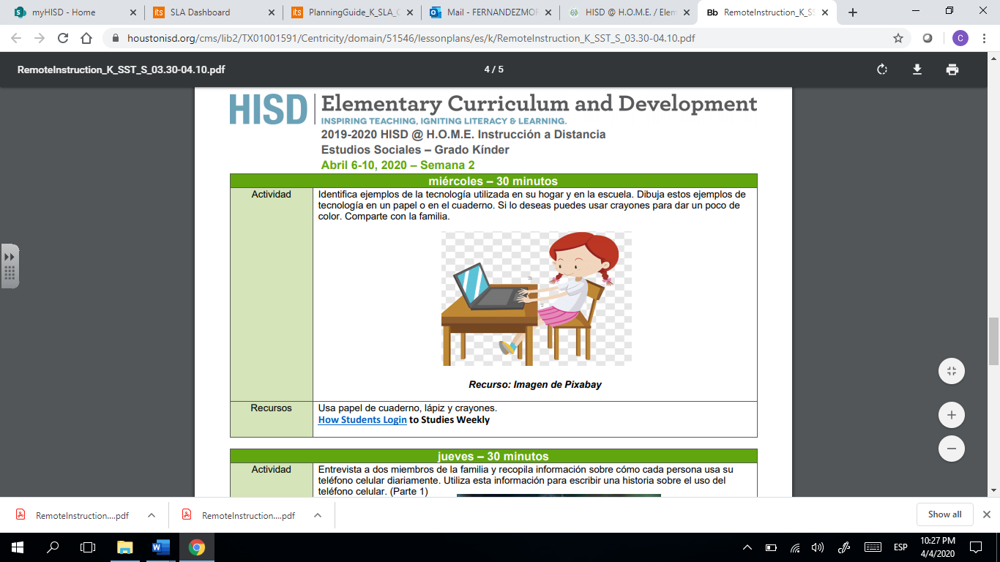 myHISD - Home
SLA Dashboard
PlanningGuide_K_SLA_C
Mail - FERNANDEZMOR
HISD @ H.O.M.E. / Elem
Bb RemoteInstruction_K_SS
houstonisd.org/cms/lib2/TX01001591/Centricity/domain/51546/lessonplans/es/k/RemoteInstruction_K_SST_S_03.30-04.10.pdf
C
RemoteInstruction_K_SST_S_03.30-04.10.pdf
4 / 5
HISD Elementary Curriculum and Development
INSPIRING TEACHING, IGNITING LITERACY & LEARNING.
2019-2020 HISD @ H.O.M.E. Instrucción a Distancia
Estudios Sociales – Grado Kínder
Abril 6-10, 2020 – Semana 2
miércoles – 30 minutos
Actividad
Identifica ejemplos de la tecnología utilizada en su hogar y en la escuela. Dibuja estos ejemplos de
tecnología en un papel o en el cuaderno. Si lo deseas puedes usar crayones para dar un poco de
color. Comparte con la familia.
Recurso: Imagen de Pixabay
Recursos
Usa papel de cuaderno, lápiz y crayones.
How Students Login to Studies Weekly
jueves – 30 minutos
Actividad
Entrevista a dos miembros de la familia y recopila información sobre cómo cada persona usa su
teléfono celular diariamente. Utiliza esta información para escribir una historia sobre el uso del
teléfono celular. (Parte 1)
RemoteInstruction....pdf
RemoteInstruction....pdf
Show all
ESP
10:27 PM
4/4/2020